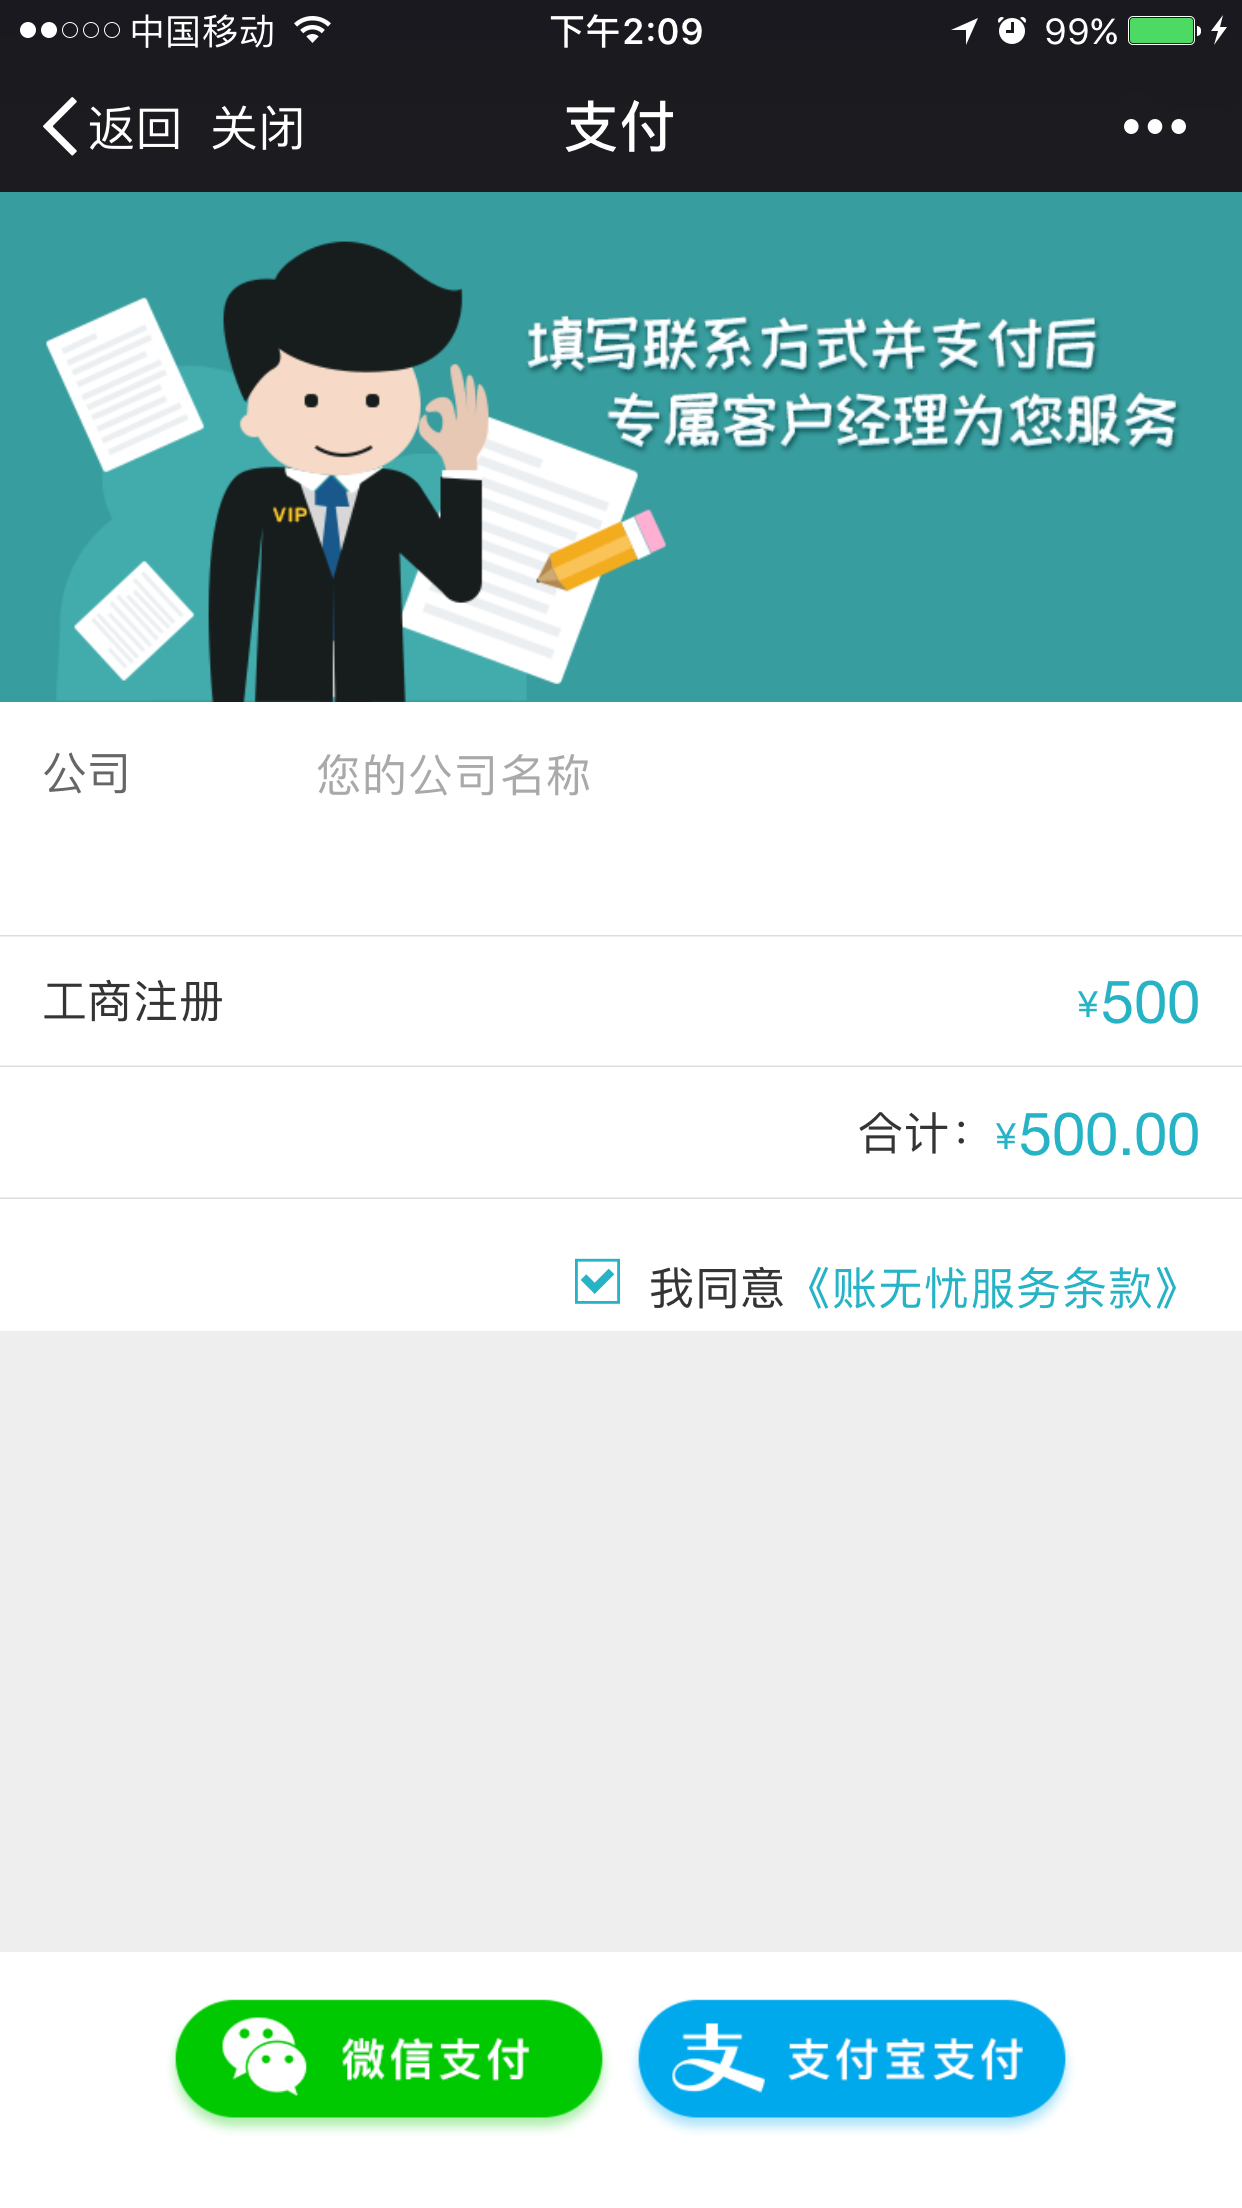 中国移动 下午2:09 99%
返回 关闭 支付
填写联系方式并支付后
专属客户经理为您服务
VIP
公司 您的公司名称
工商注册 ¥500
合计：¥500.00
我同意《账无忧服务条款》
微信支付 支 支付宝支付